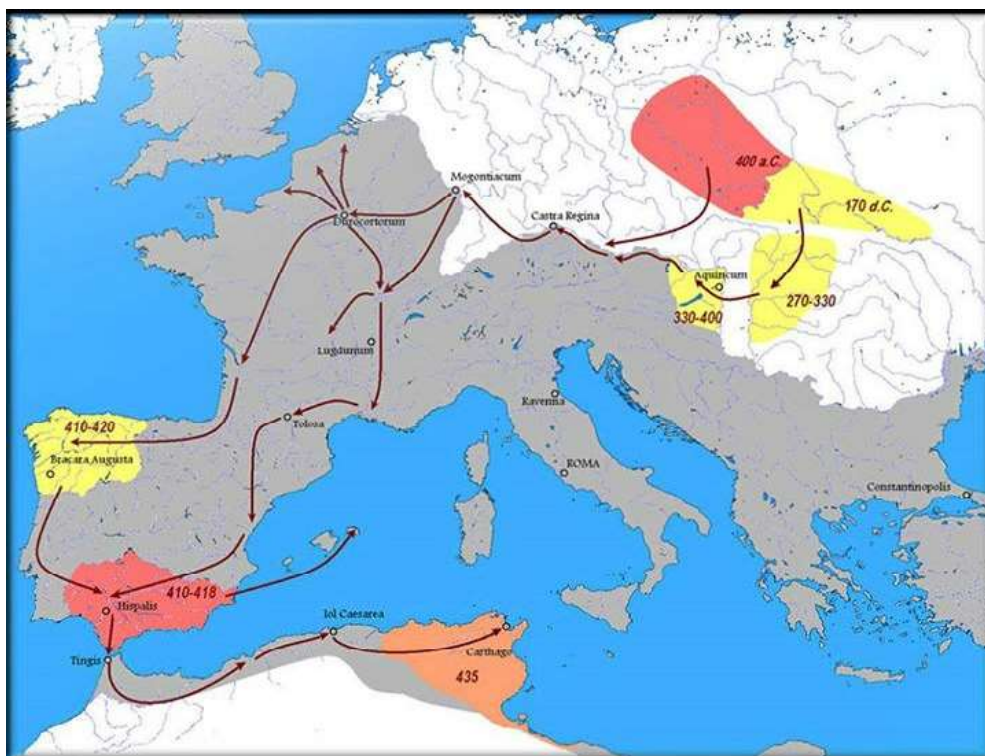 400 a.C.
Mogontiacum
170 d.C.
Durocortorum
Castra Regina
Aquincum
270-330
330-400
Lugdunum
Ravenna
410-420
Tolosa
Bracara Augusta
ROMA
Constantinopolis
410-418
Hispalis
Iol Caesarea
Carthago
Tingis
435